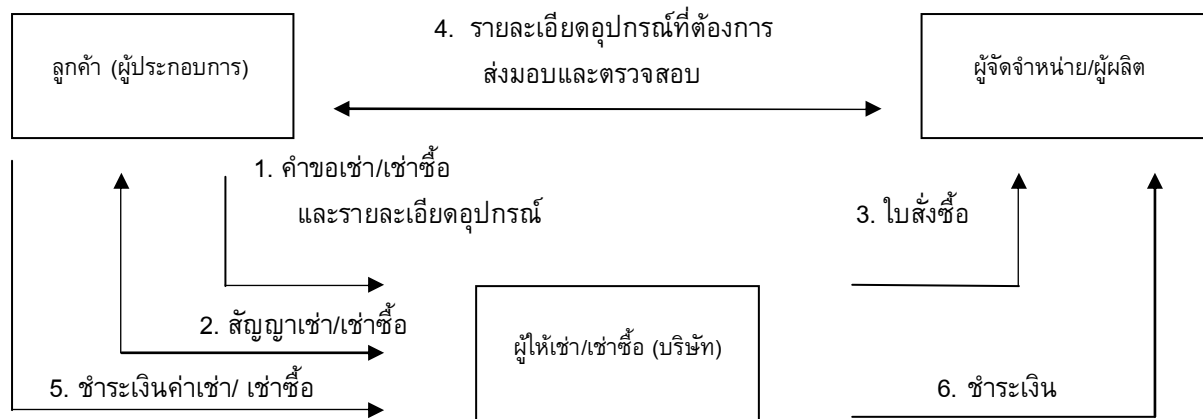 4. รายละเอียดอุปกรณ์ที่ต้องการ
ส่งมอบและตรวจสอบ
ลูกค้า (ผู้ประกอบการ)
ผู้จัดจำหน่าย/ผู้ผลิต
1. คำขอเช่า/เช่าซื้อ
และรายละเอียดอุปกรณ์
3. ใบสั่งซื้อ
2. สัญญาเช่า/เช่าซื้อ
ผู้ให้เช่า/เช่าซื้อ (บริษัท)
5. ชำระเงินค่าเช่า/ เช่าซื้อ
6. ชำระเงิน